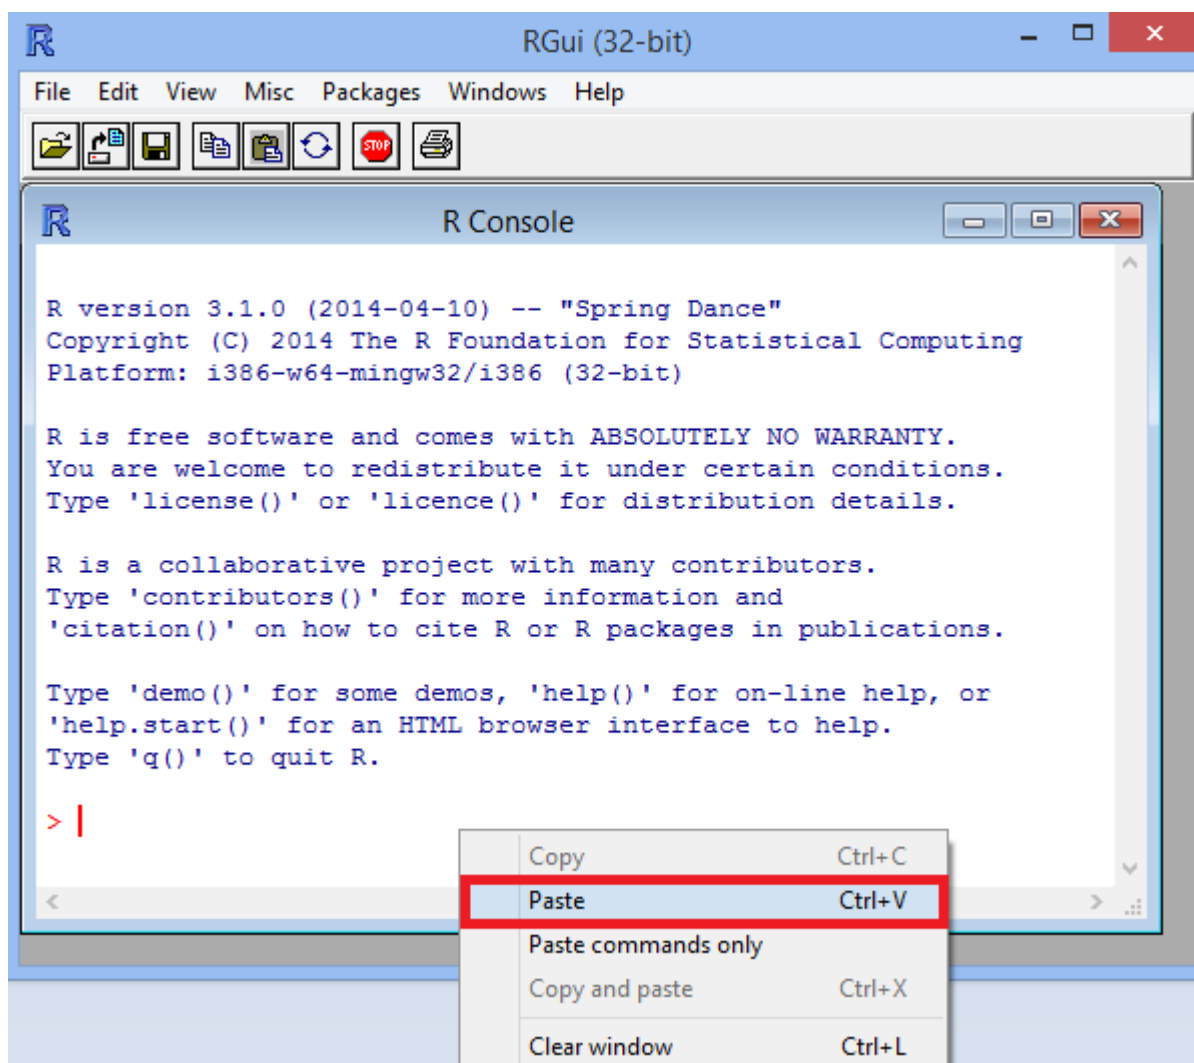 RGui (32-bit)
File Edit View Misc Packages Windows Help
STOP
R Console
R version 3.1.0 (2014-04-10) -- "Spring Dance"
Copyright (C) 2014 The R Foundation for Statistical Computing
Platform: i386-w64-mingw32/i386 (32-bit)
R is free software and comes with ABSOLUTELY NO WARRANTY.
You are welcome to redistribute it under certain conditions.
Type 'license()' or 'licence()' for distribution details.
R is a collaborative project with many contributors.
Type 'contributors()' for more information and
'citation()' on how to cite R or R packages in publications.
Type 'demo()' for some demos, 'help()' for on-line help, or
'help.start()' for an HTML browser interface to help.
Type 'q()' to quit R.
>
Copy Ctrl+C
Paste Ctrl+V
Paste commands only
Copy and paste Ctrl+X
Clear window Ctrl+L